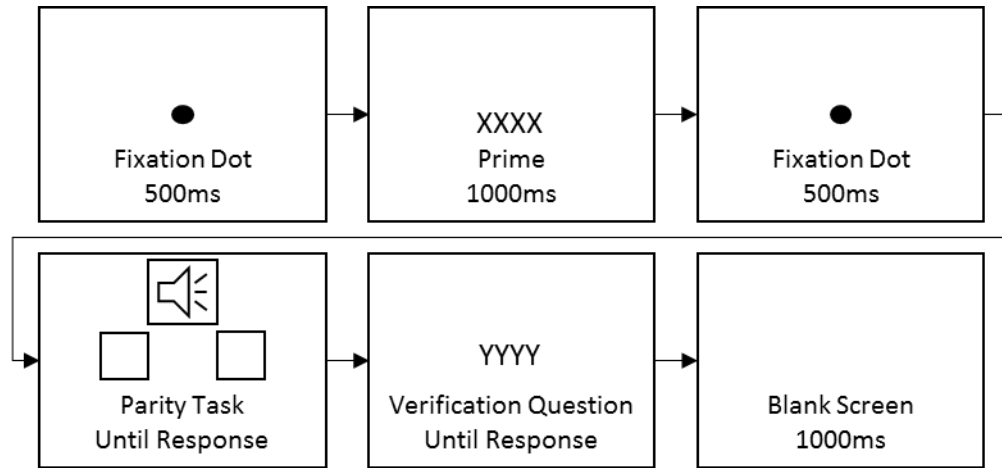 Fixation Dot
500ms
XXXX
Prime
1000ms
Fixation Dot
500ms
Parity Task
Until Response
YYYY
Verification Question
Until Response
Blank Screen
1000ms